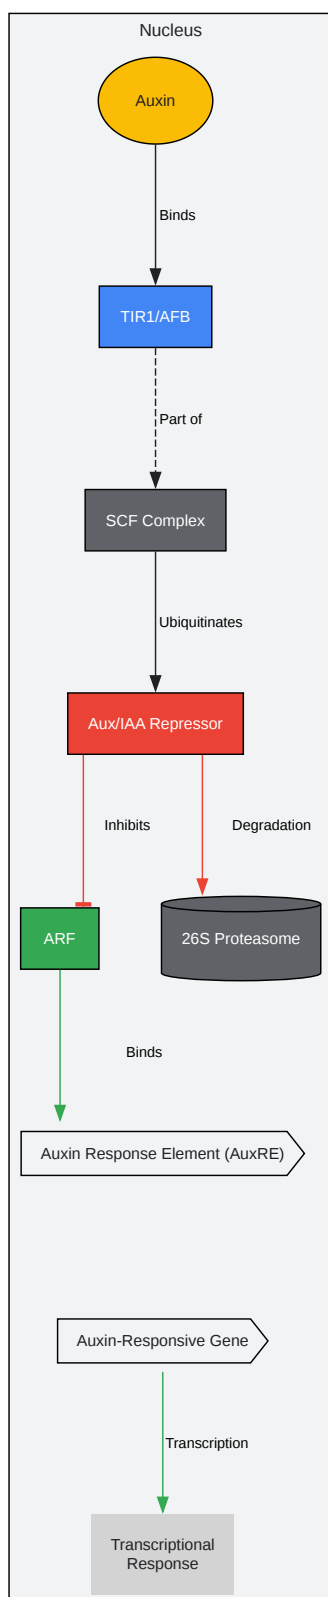 Nucleus
Auxin
Binds
TIR1/AFB
Part of
SCF Complex
Ubiquitinates
Aux/IAA Repressor
Inhibits
Degradation
ARF
26S Proteasome
Binds
Auxin Response Element (AuxRE)
Auxin-Responsive Gene
Transcription
Transcriptional
Response